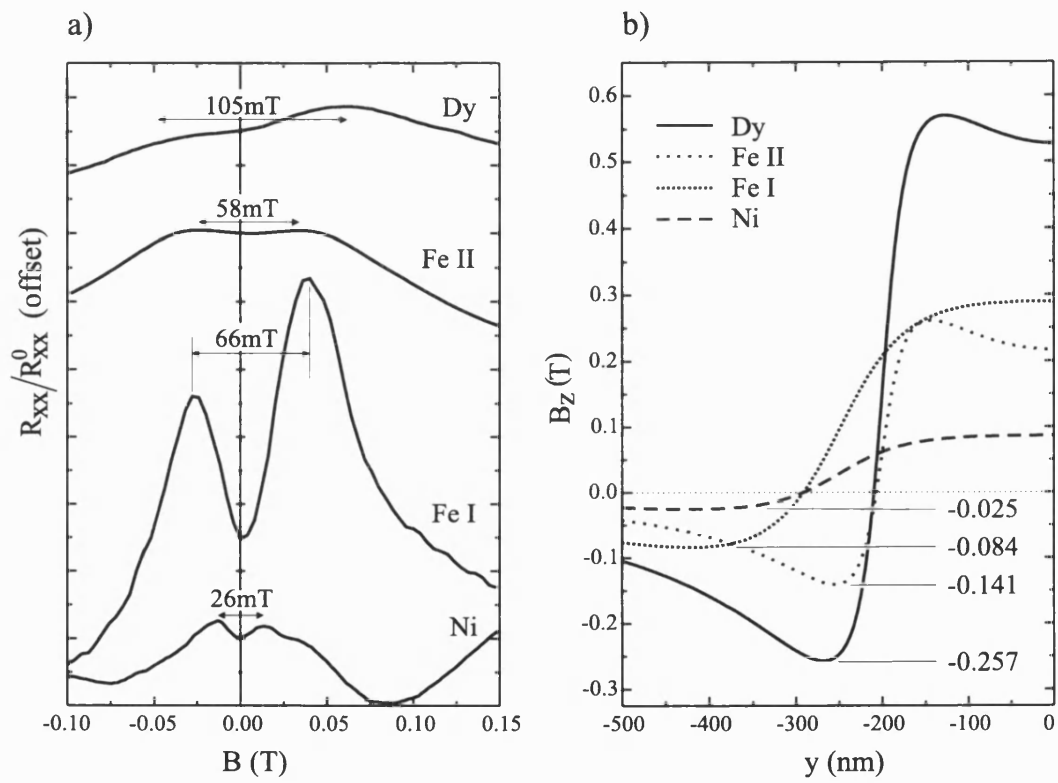 a)
R_XX/R^0_XX (offset)
Dy
105mT
58mT
Fe II
66mT
Fe I
26mT
Ni
-0.10
-0.05
0.00
0.05
0.10
0.15
B (T)
b)
B_Z (T)
0.6
0.5
0.4
0.3
0.2
0.1
0.0
-0.1
-0.2
-0.3
Dy
Fe II
Fe I
Ni
-0.025
-0.084
-0.141
-0.257
-500
-400
-300
-200
-100
0
y (nm)